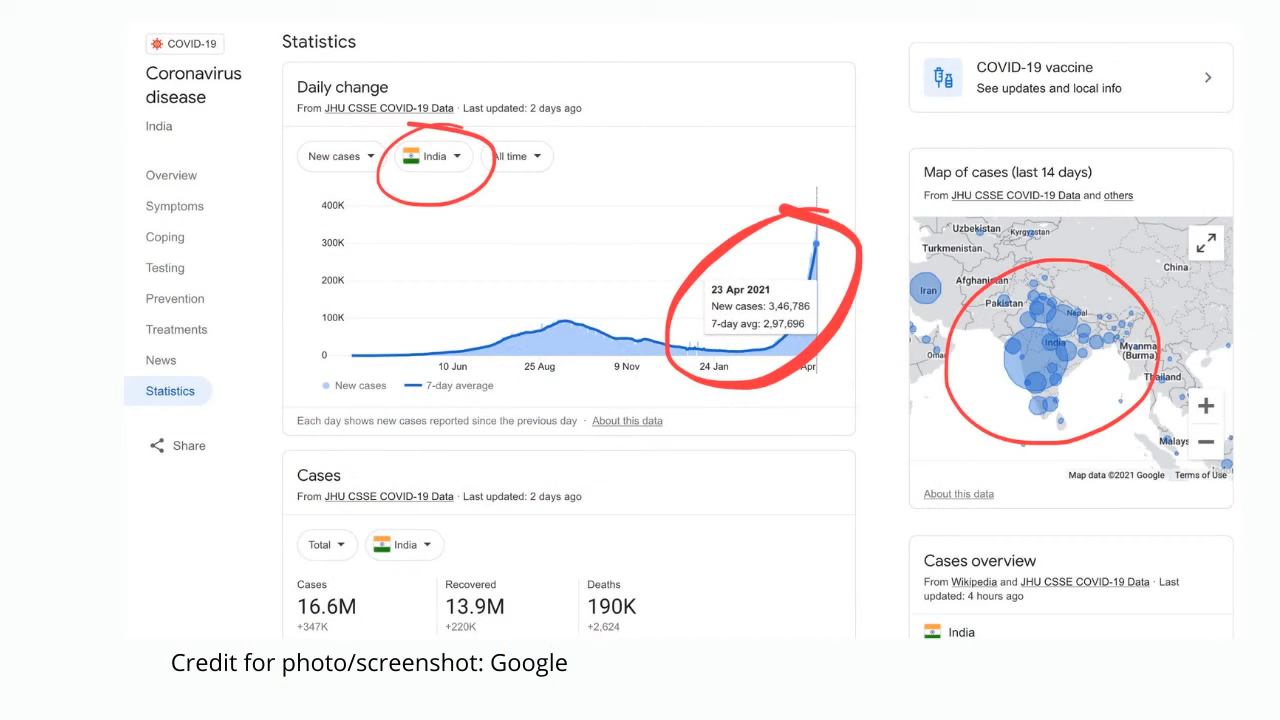 COVID-19
Coronavirus
disease
India
Overview
Symptoms
Coping
Testing
Prevention
Treatments
News
Statistics
Share
Statistics
Daily change
From JHU CSSE COVID-19 Data · Last updated: 2 days ago
New cases India All time
400K
300K
200K
100K
0
23 Apr 2021
New cases: 3,46,786
7-day avg: 2,97,696
10 Jun 25 Aug 9 Nov 24 Jan Apr
New cases 7-day average
Each day shows new cases reported since the previous day · About this data
Cases
From JHU CSSE COVID-19 Data · Last updated: 2 days ago
Total India
Cases Recovered Deaths
16.6M 13.9M 190K
+347K +220K +2,624
COVID-19 vaccine
See updates and local info
Map of cases (last 14 days)
From JHU CSSE COVID-19 Data and others
Uzbekistan
Kyrgyzstan
Turkmenistan
China
Afghanistan
Iran
Pakistan
Nepal
India
Oman
Myanma
(Burma)
Thailand
Malays
Map data ©2021 Google Terms of Use
About this data
Cases overview
From Wikipedia and JHU CSSE COVID-19 Data · Last
updated: 4 hours ago
India
Credit for photo/screenshot: Google